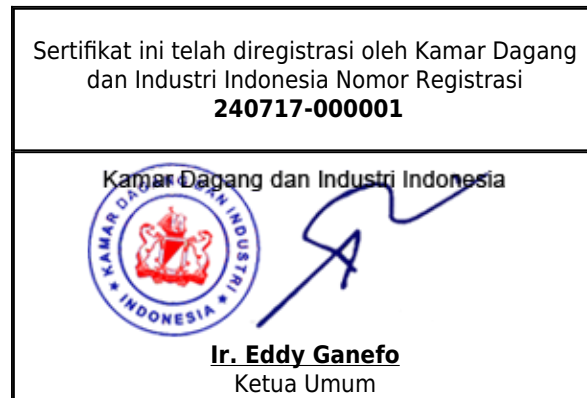 Sertifikat ini telah diregistrasi oleh Kamar Dagang
dan Industri Indonesia Nomor Registrasi
240717-000001
Kamar Dagang dan Industri Indonesia
KAMAR DAGANG DAN INDUSTRI
* INDONESIA *
Ir. Eddy Ganefo
Ketua Umum